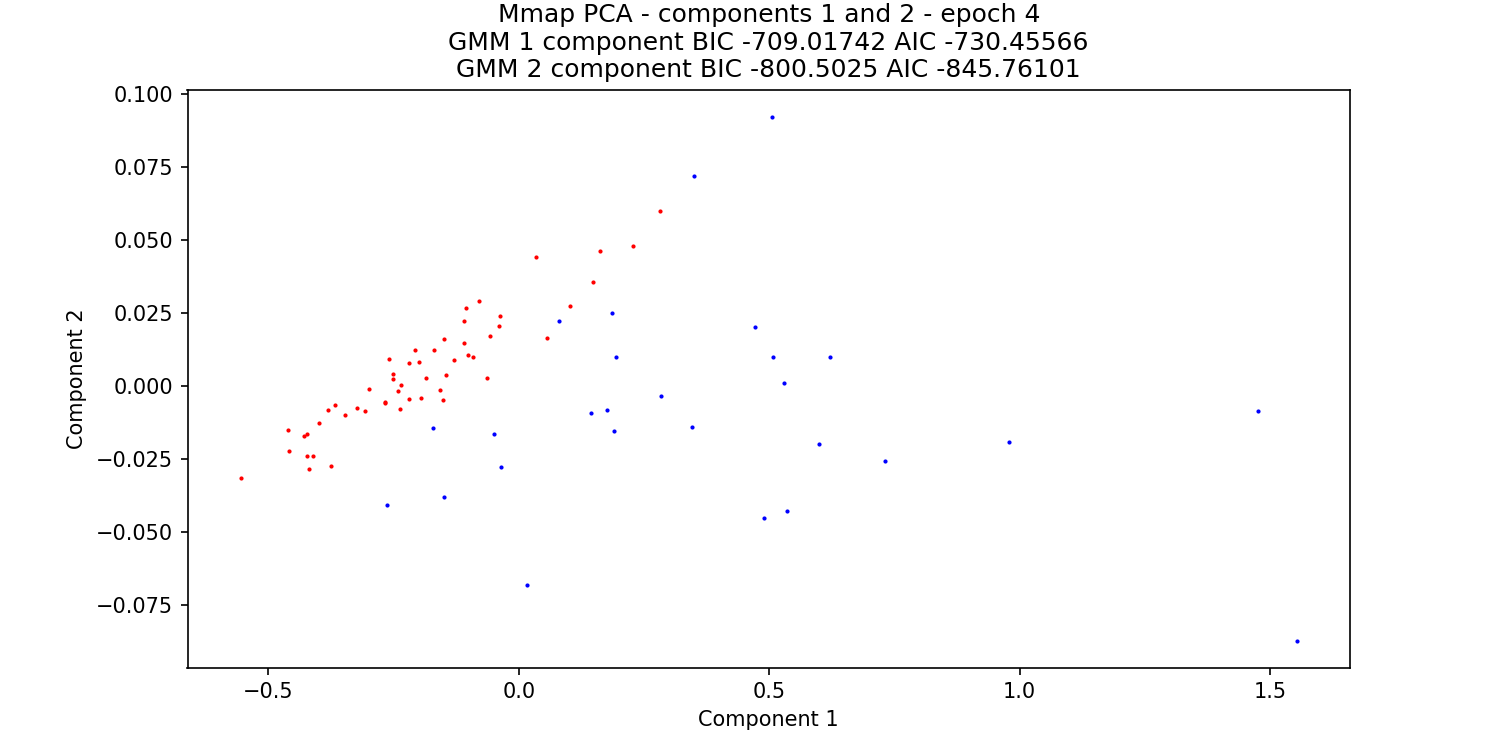 Mmap PCA - components 1 and 2 - epoch 4
GMM 1 component BIC -709.01742 AIC -730.45566
GMM 2 component BIC -800.5025 AIC -845.76101
0.100
0.075
0.050
0.025
0.000
−0.025
−0.050
−0.075
Component 2
−0.5
0.0
0.5
1.0
1.5
Component 1